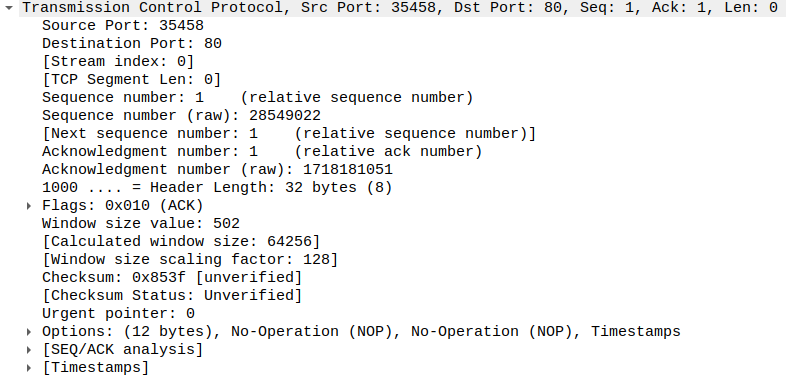 Transmission Control Protocol, Src Port: 35458, Dst Port: 80, Seq: 1, Ack: 1, Len: 0
Source Port: 35458
Destination Port: 80
[Stream index: 0]
[TCP Segment Len: 0]
Sequence number: 1    (relative sequence number)
Sequence number (raw): 28549022
[Next sequence number: 1    (relative sequence number)]
Acknowledgment number: 1    (relative ack number)
Acknowledgment number (raw): 1718181051
1000 .... = Header Length: 32 bytes (8)
Flags: 0x010 (ACK)
Window size value: 502
[Calculated window size: 64256]
[Window size scaling factor: 128]
Checksum: 0x853f [unverified]
[Checksum Status: Unverified]
Urgent pointer: 0
Options: (12 bytes), No-Operation (NOP), No-Operation (NOP), Timestamps
[SEQ/ACK analysis]
[Timestamps]